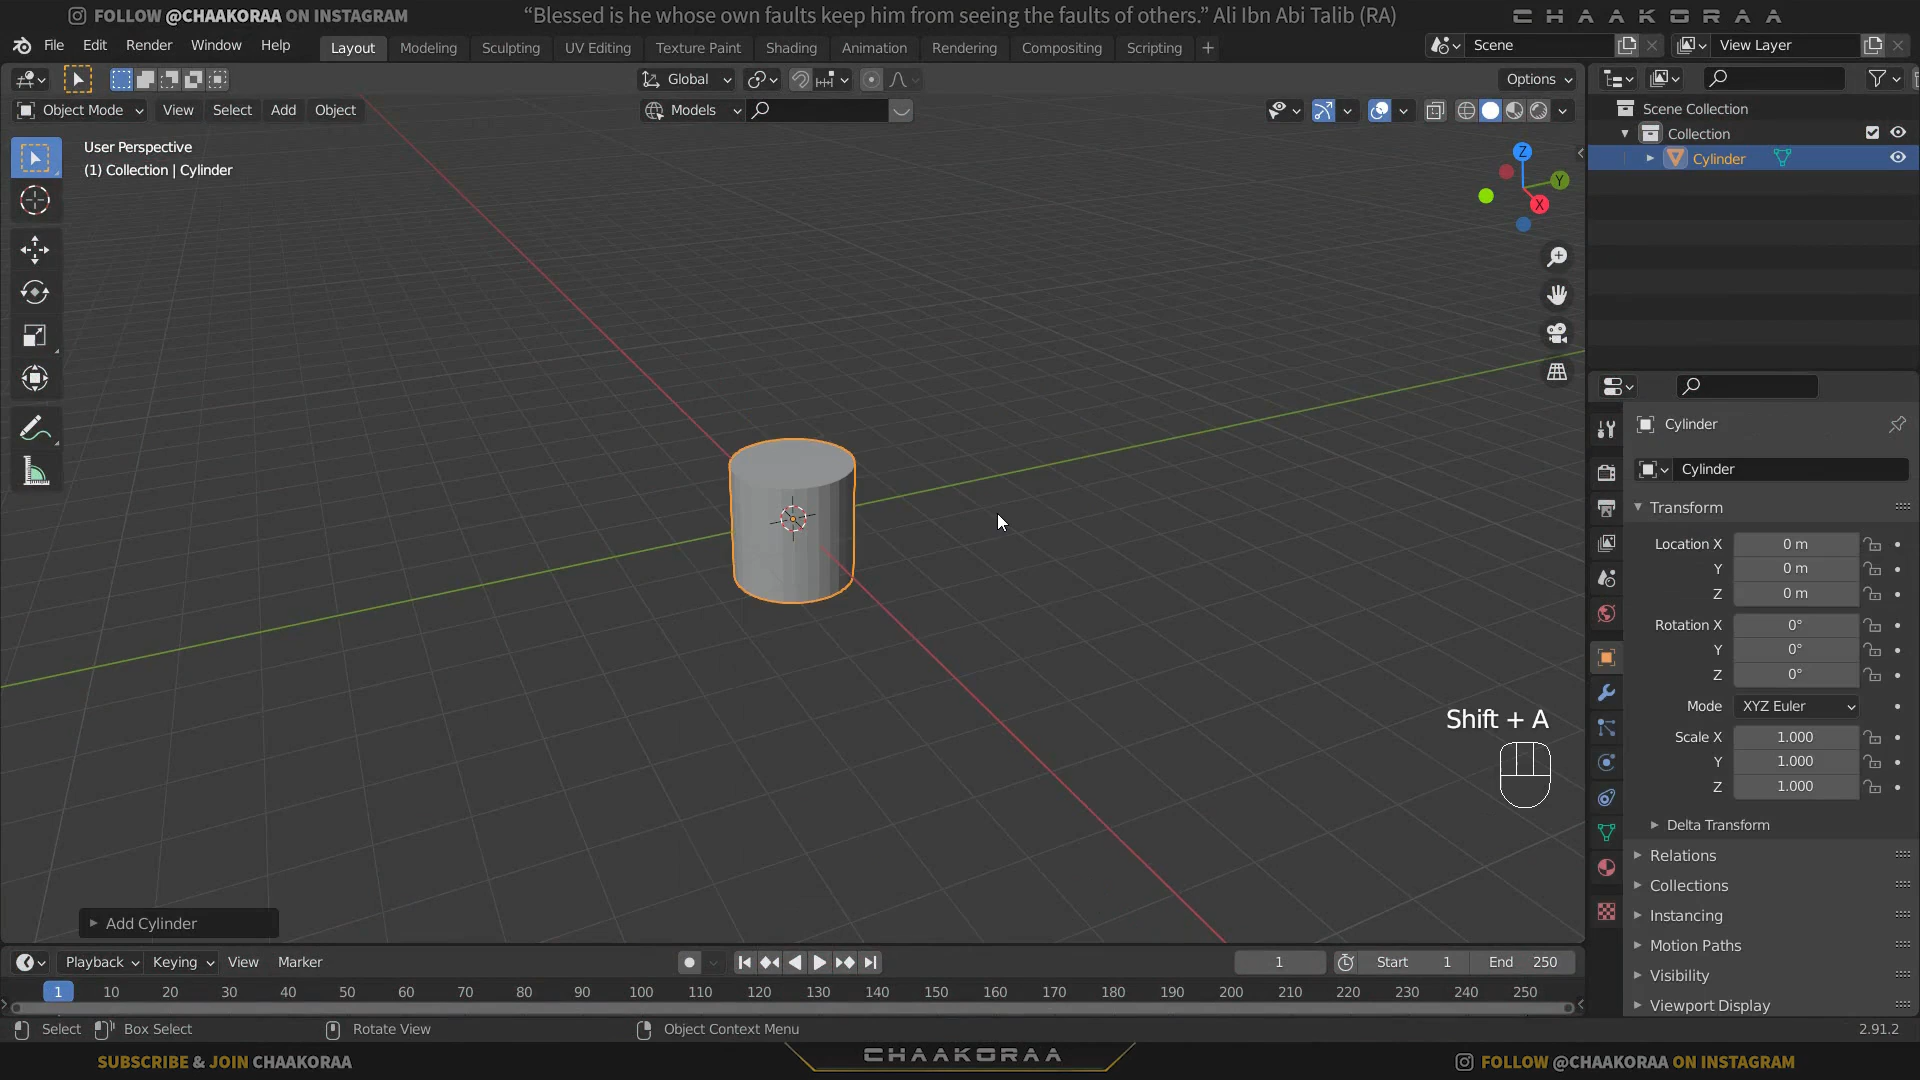 FOLLOW @CHAAKORAA ON INSTAGRAM
“Blessed is he whose own faults keep him from seeing the faults of others.” Ali Ibn Abi Talib (RA)
CHAAKORAA
File Edit Render Window Help
Layout Modeling Sculpting UV Editing Texture Paint Shading Animation Rendering Compositing Scripting +
Scene
View Layer
Global
Options
Object Mode View Select Add Object
Models
User Perspective
(1) Collection | Cylinder
Z
Y
X
Scene Collection
Collection
Cylinder
Cylinder
Cylinder
Transform
Location X 0 m
Y 0 m
Z 0 m
Rotation X 0°
Y 0°
Z 0°
Mode XYZ Euler
Scale X 1.000
Y 1.000
Z 1.000
Delta Transform
Relations
Collections
Instancing
Motion Paths
Visibility
Viewport Display
Shift + A
Add Cylinder
Playback Keying View Marker
1
Start 1
End 250
1 10 20 30 40 50 60 70 80 90 100 110 120 130 140 150 160 170 180 190 200 210 220 230 240 250
Select Box Select Rotate View Object Context Menu
2.91.2
SUBSCRIBE & JOIN CHAAKORAA
CHAAKORAA
FOLLOW @CHAAKORAA ON INSTAGRAM